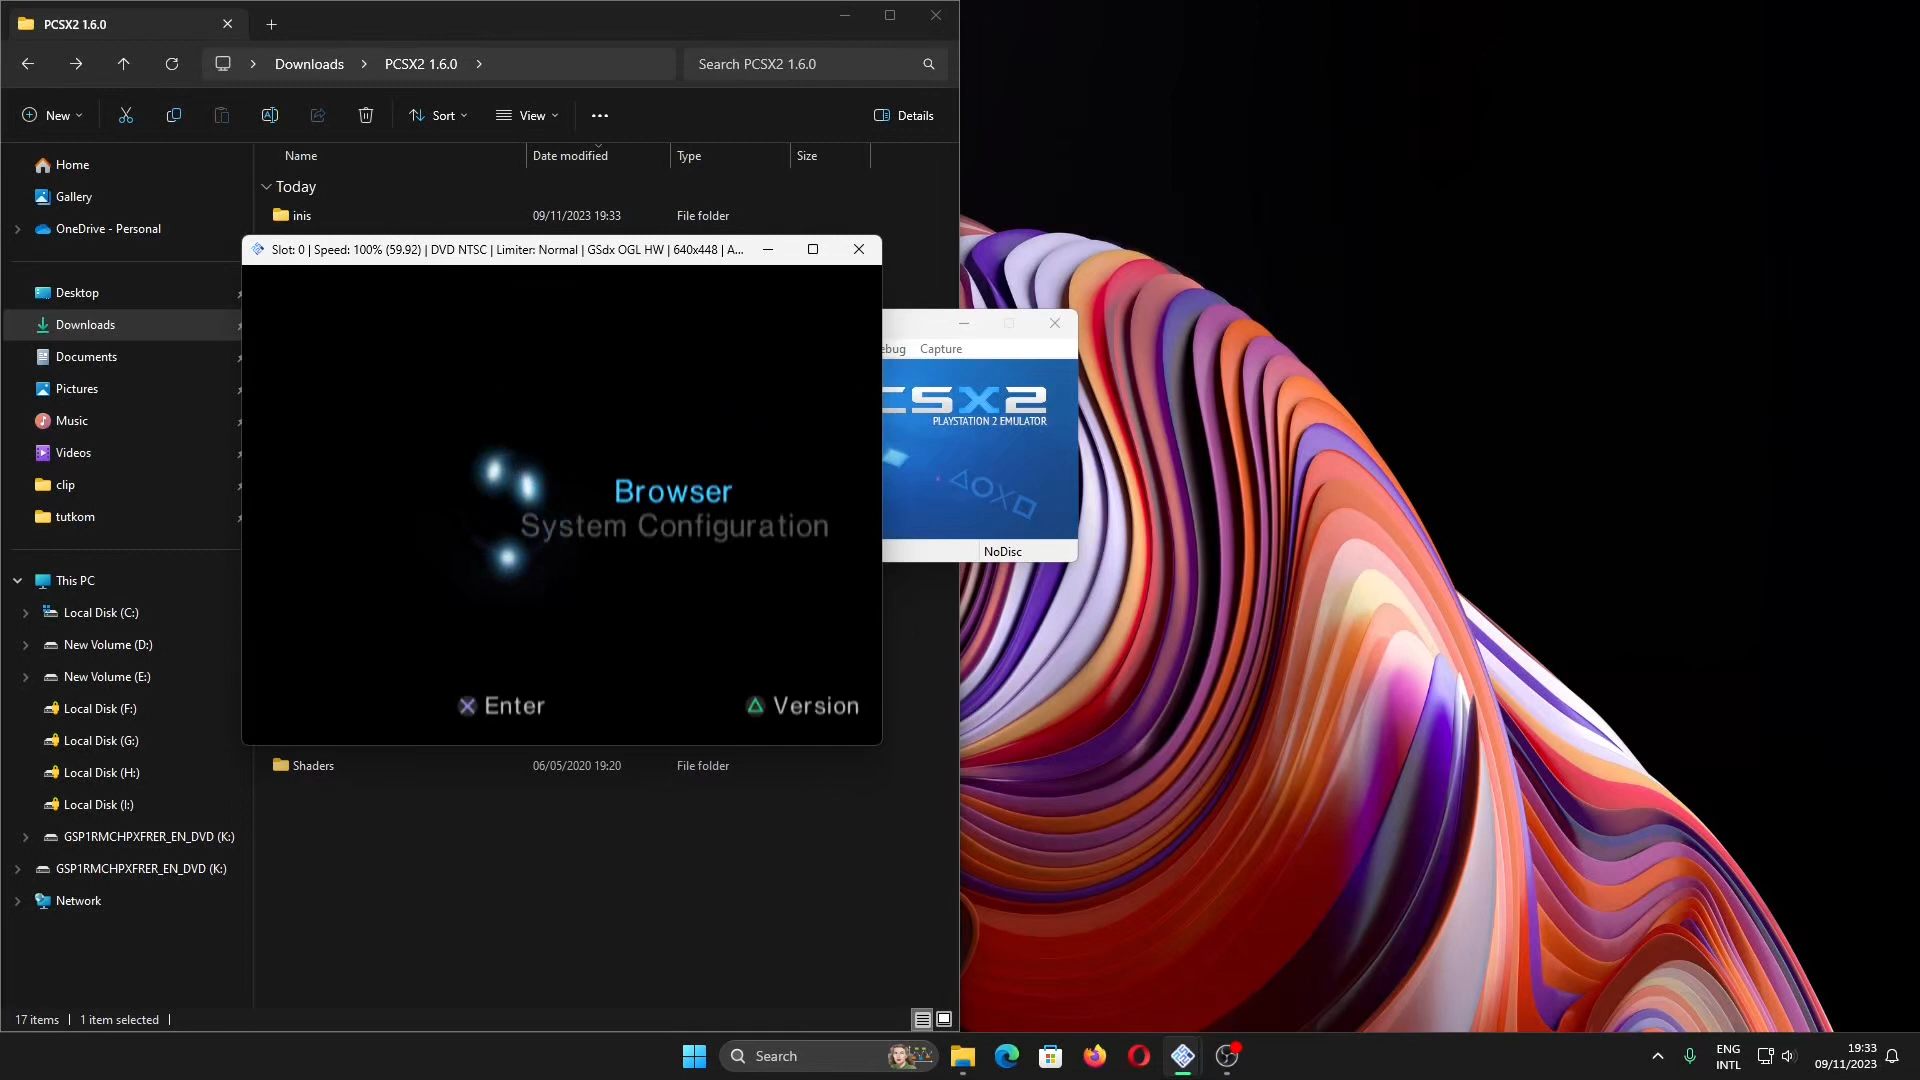 PCSX2 1.6.0
Downloads
PCSX2 1.6.0
Search PCSX2 1.6.0
New
Sort
View
Details
Name
Date modified
Type
Size
Today
inis
09/11/2023 19:33
File folder
Home
Gallery
OneDrive - Personal
Desktop
Downloads
Documents
Pictures
Music
Videos
clip
tutkom
This PC
Local Disk (C:)
New Volume (D:)
New Volume (E:)
Local Disk (F:)
Local Disk (G:)
Local Disk (H:)
Local Disk (I:)
GSP1RMCHPXFRER_EN_DVD (K:)
GSP1RMCHPXFRER_EN_DVD (K:)
Network
Slot: 0 | Speed: 100% (59.92) | DVD NTSC | Limiter: Normal | GSdx OGL HW | 640x448 | A...
Browser
System Configuration
Enter
Version
ebug
Capture
CSX2
PLAYSTATION 2 EMULATOR
NoDisc
Shaders
06/05/2020 19:20
File folder
17 items
1 item selected
Search
ENG
INTL
19:33
09/11/2023